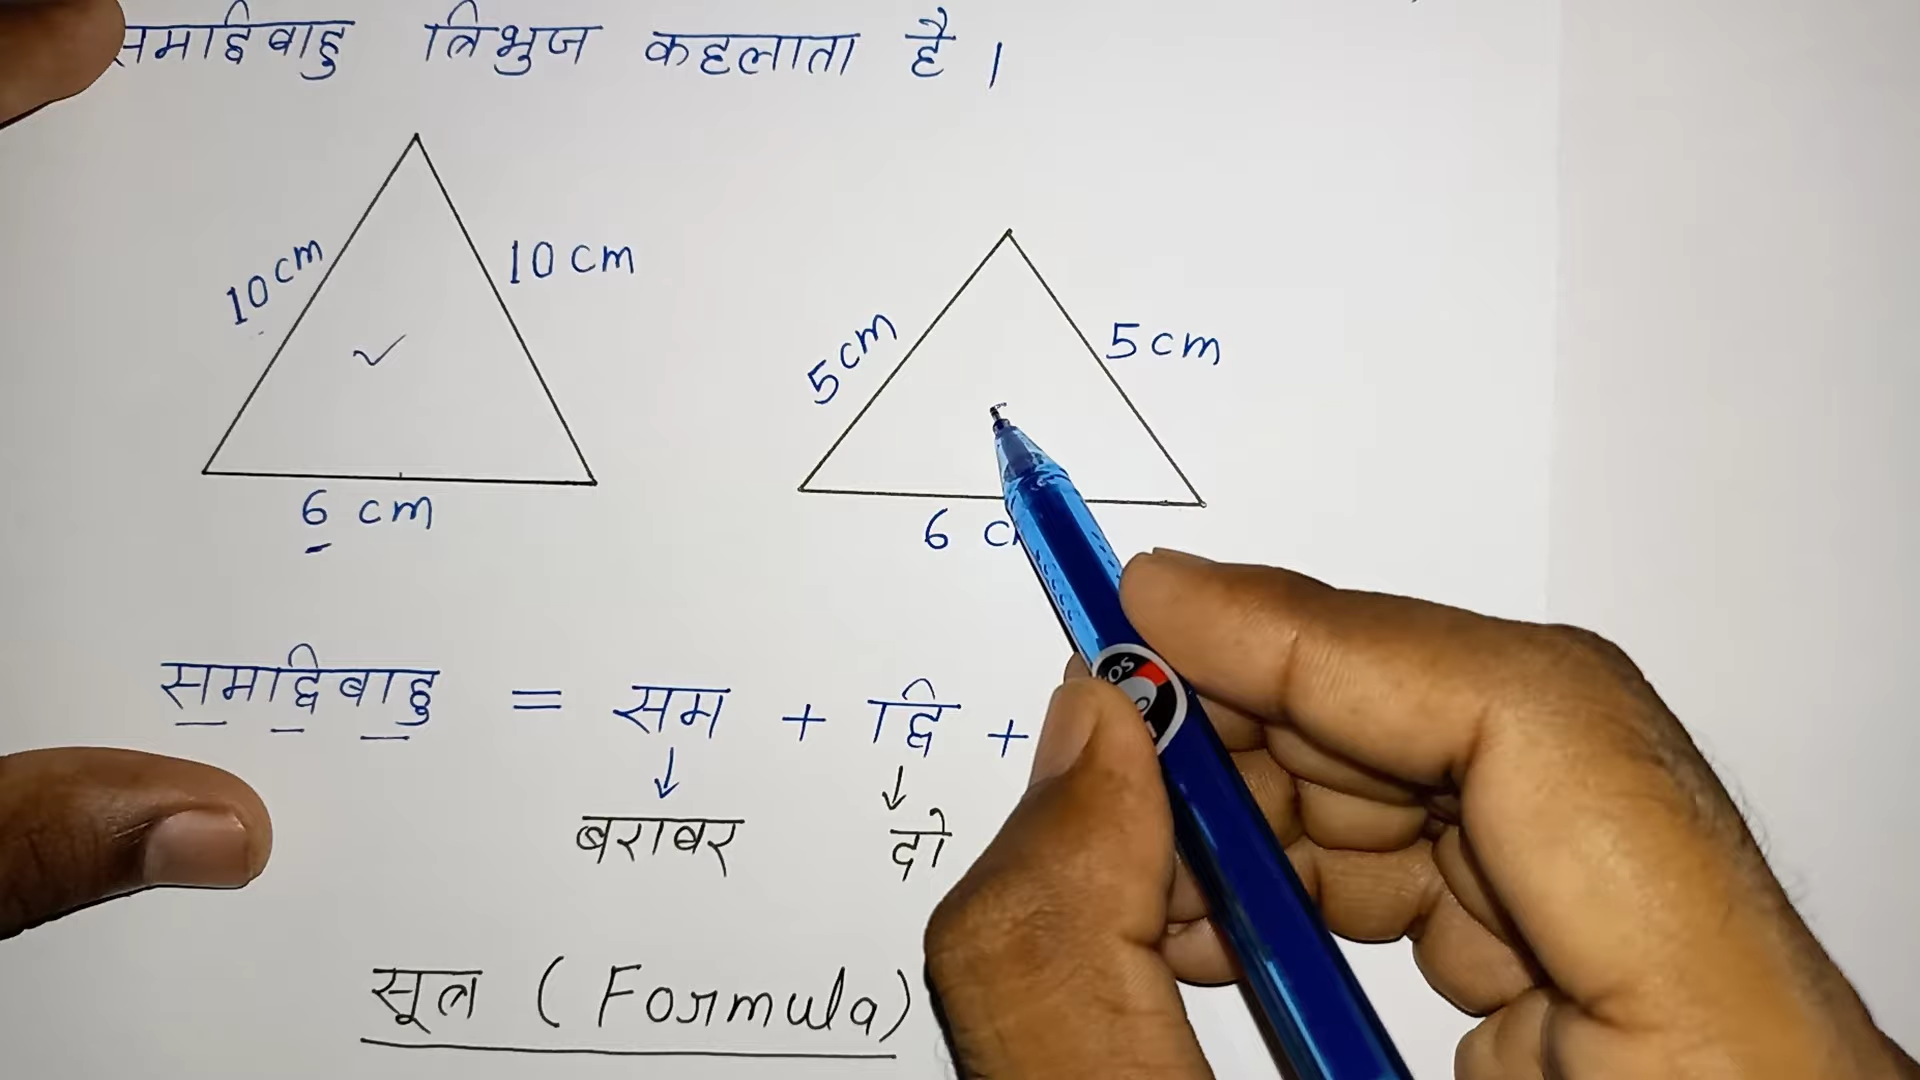 समद्विबाहु त्रिभुज कहलाता है ।
10 cm
10 cm
6 cm
5 cm
5 cm
6
समद्विबाहु = सम + द्वि +
↓ ↓
बराबर दो
सूत्र ( Formula )